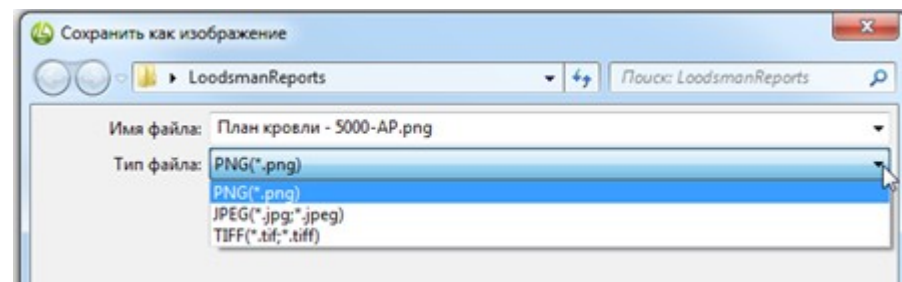 Сохранить как изображение
LoodsmanReports
Поиск: LoodsmanReports
Имя файла: План кровли - 5000-АР.png
Тип файла: PNG(*.png)
PNG(*.png)
JPEG(*.jpg;*.jpeg)
TIFF(*.tif;*.tiff)